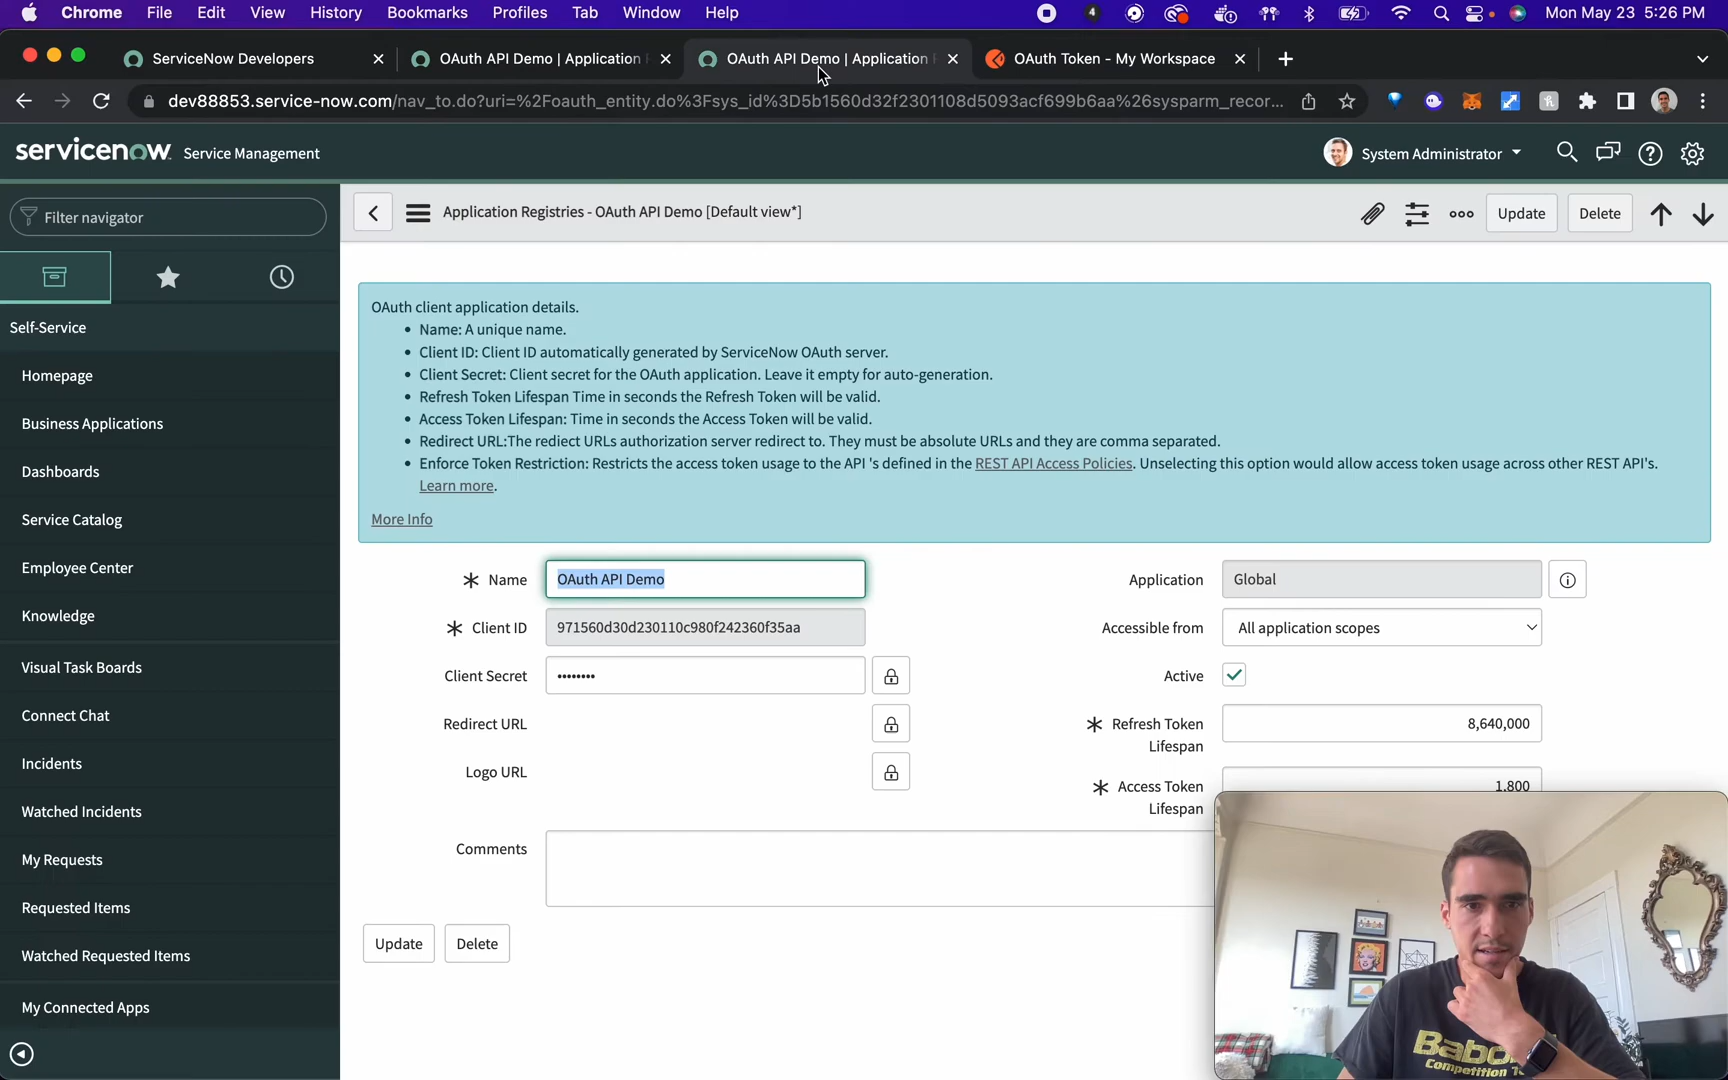 Chrome File Edit View History Bookmarks Profiles Tab Window Help 4 Mon May 23 5:26 PM
ServiceNow Developers OAuth API Demo | Application OAuth API Demo | Application OAuth Token - My Workspace
dev88853.service-now.com/nav_to.do?uri=%2Foauth_entity.do%3Fsys_id%3D5b1560d32f2301108d5093acf699b6aa%26sysparm_recor...
servicenow Service Management System Administrator
Filter navigator
Application Registries - OAuth API Demo [Default view*] Update Delete
Self-Service
Homepage
Business Applications
Dashboards
Service Catalog
Employee Center
Knowledge
Visual Task Boards
Connect Chat
Incidents
Watched Incidents
My Requests
Requested Items
Watched Requested Items
My Connected Apps
OAuth client application details.
• Name: A unique name.
• Client ID: Client ID automatically generated by ServiceNow OAuth server.
• Client Secret: Client secret for the OAuth application. Leave it empty for auto-generation.
• Refresh Token Lifespan Time in seconds the Refresh Token will be valid.
• Access Token Lifespan: Time in seconds the Access Token will be valid.
• Redirect URL:The rediect URLs authorization server redirect to. They must be absolute URLs and they are comma separated.
• Enforce Token Restriction: Restricts the access token usage to the API 's defined in the REST API Access Policies. Unselecting this option would allow access token usage across other REST API's.
Learn more.
More Info
Name OAuth API Demo
Client ID 971560d30d230110c980f242360f35aa
Client Secret ••••••••
Redirect URL
Logo URL
Comments
Application Global
Accessible from All application scopes
Active
Refresh Token
Lifespan 8,640,000
Access Token
Lifespan 1,800
Update Delete
Competition